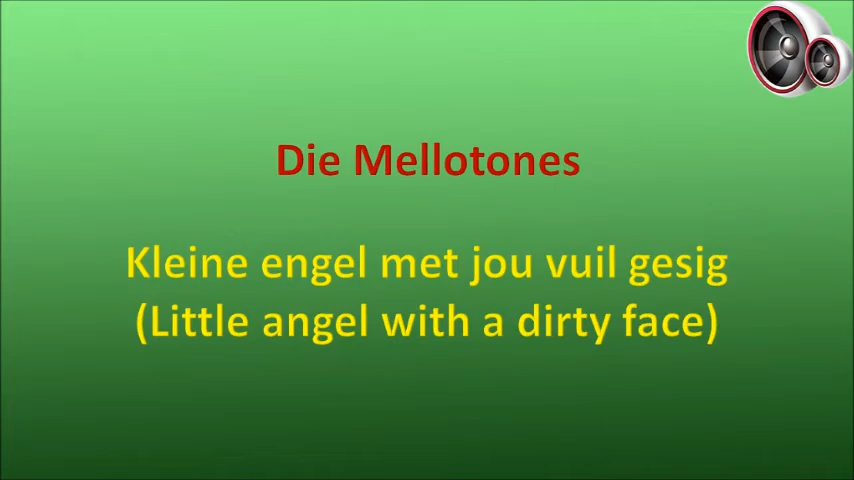 Die Mellotones
Kleine engel met jou vuil gesig
(Little angel with a dirty face)